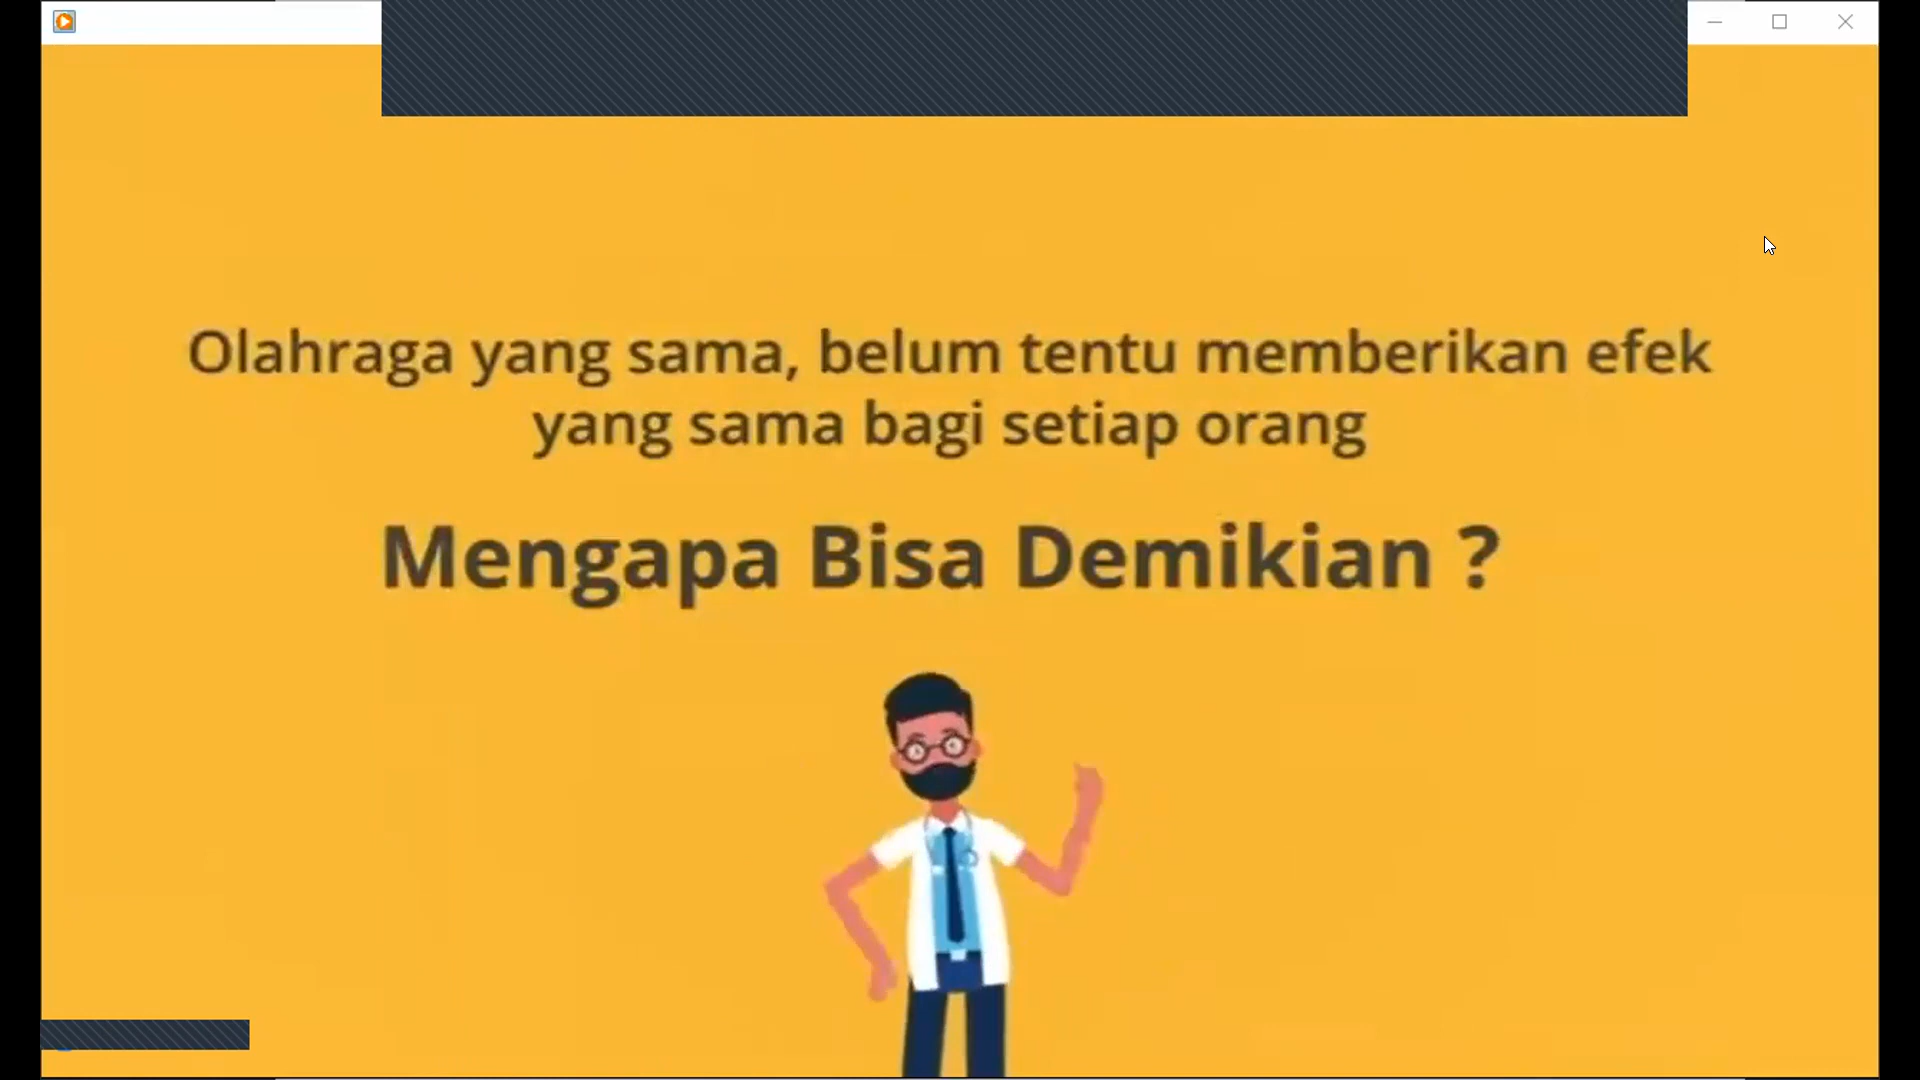 Olahraga yang sama, belum tentu memberikan efek
yang sama bagi setiap orang
Mengapa Bisa Demikian ?